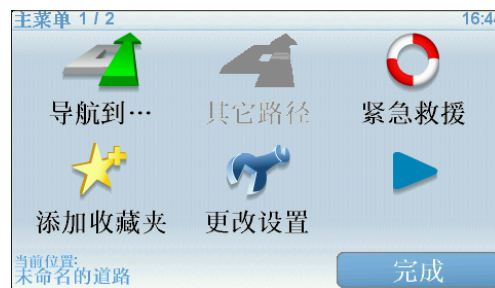 主菜单 1 / 2
16:44
导航到…
其它路径
紧急救援
添加收藏夹
更改设置
当前位置:
未命名的道路
完成